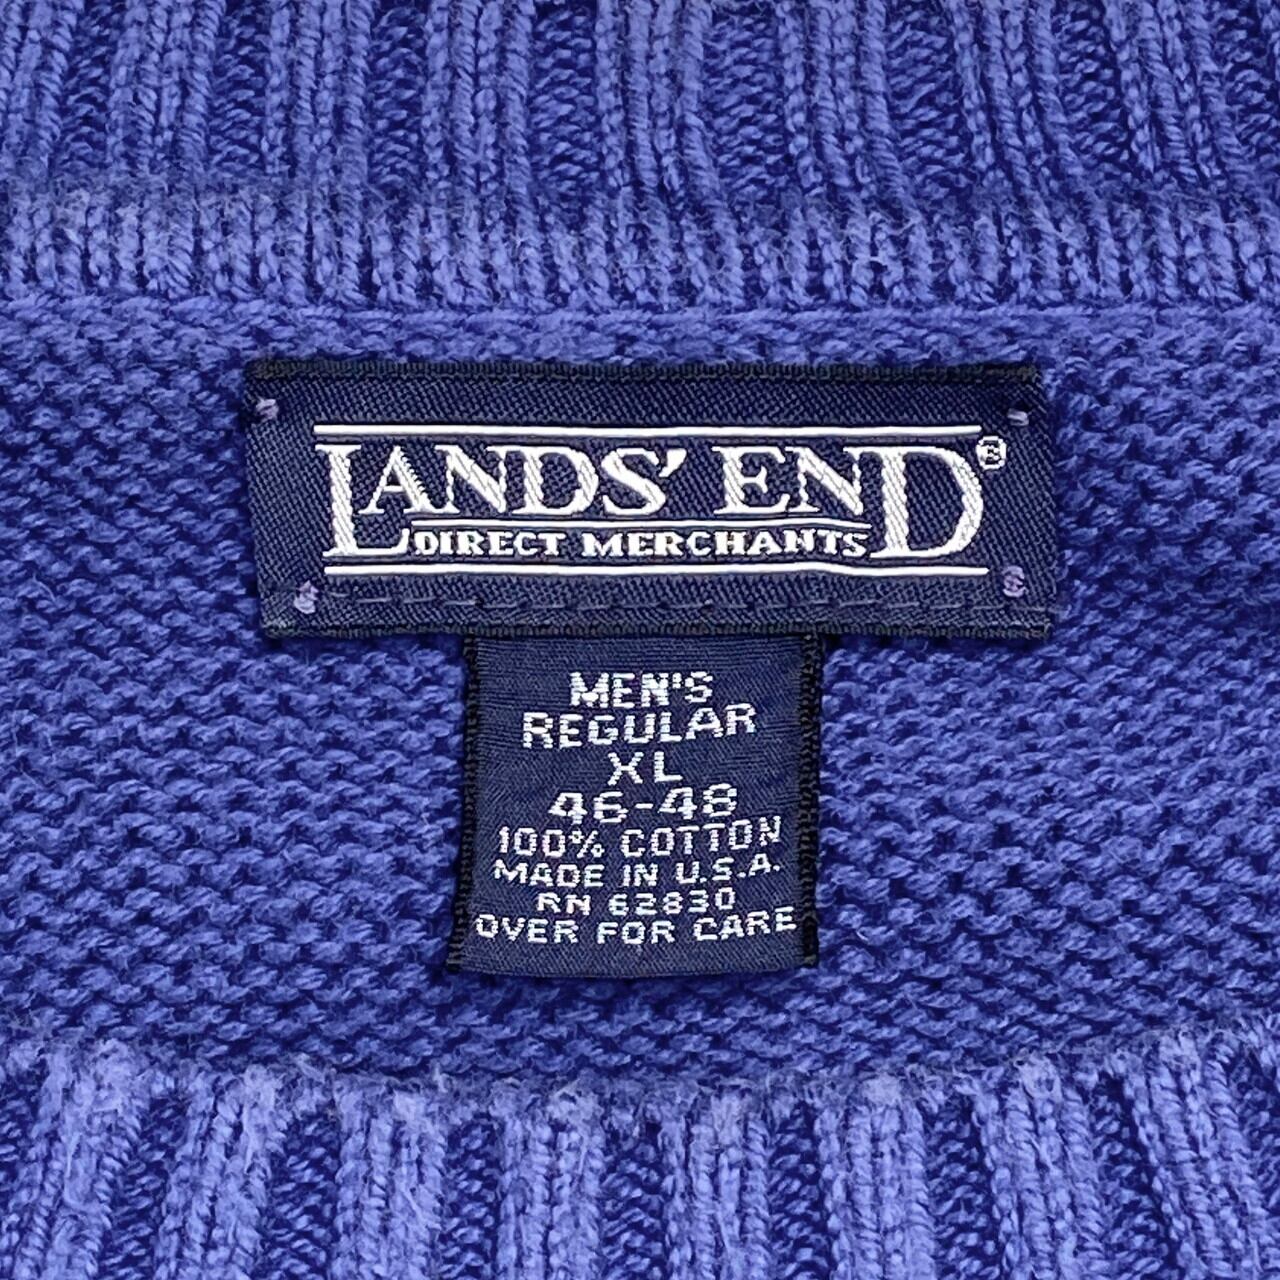 LANDS' END®
DIRECT MERCHANTS
MEN'S
REGULAR
XL
46-48
100% COTTON
MADE IN U.S.A.
RN 62830
OVER FOR CARE